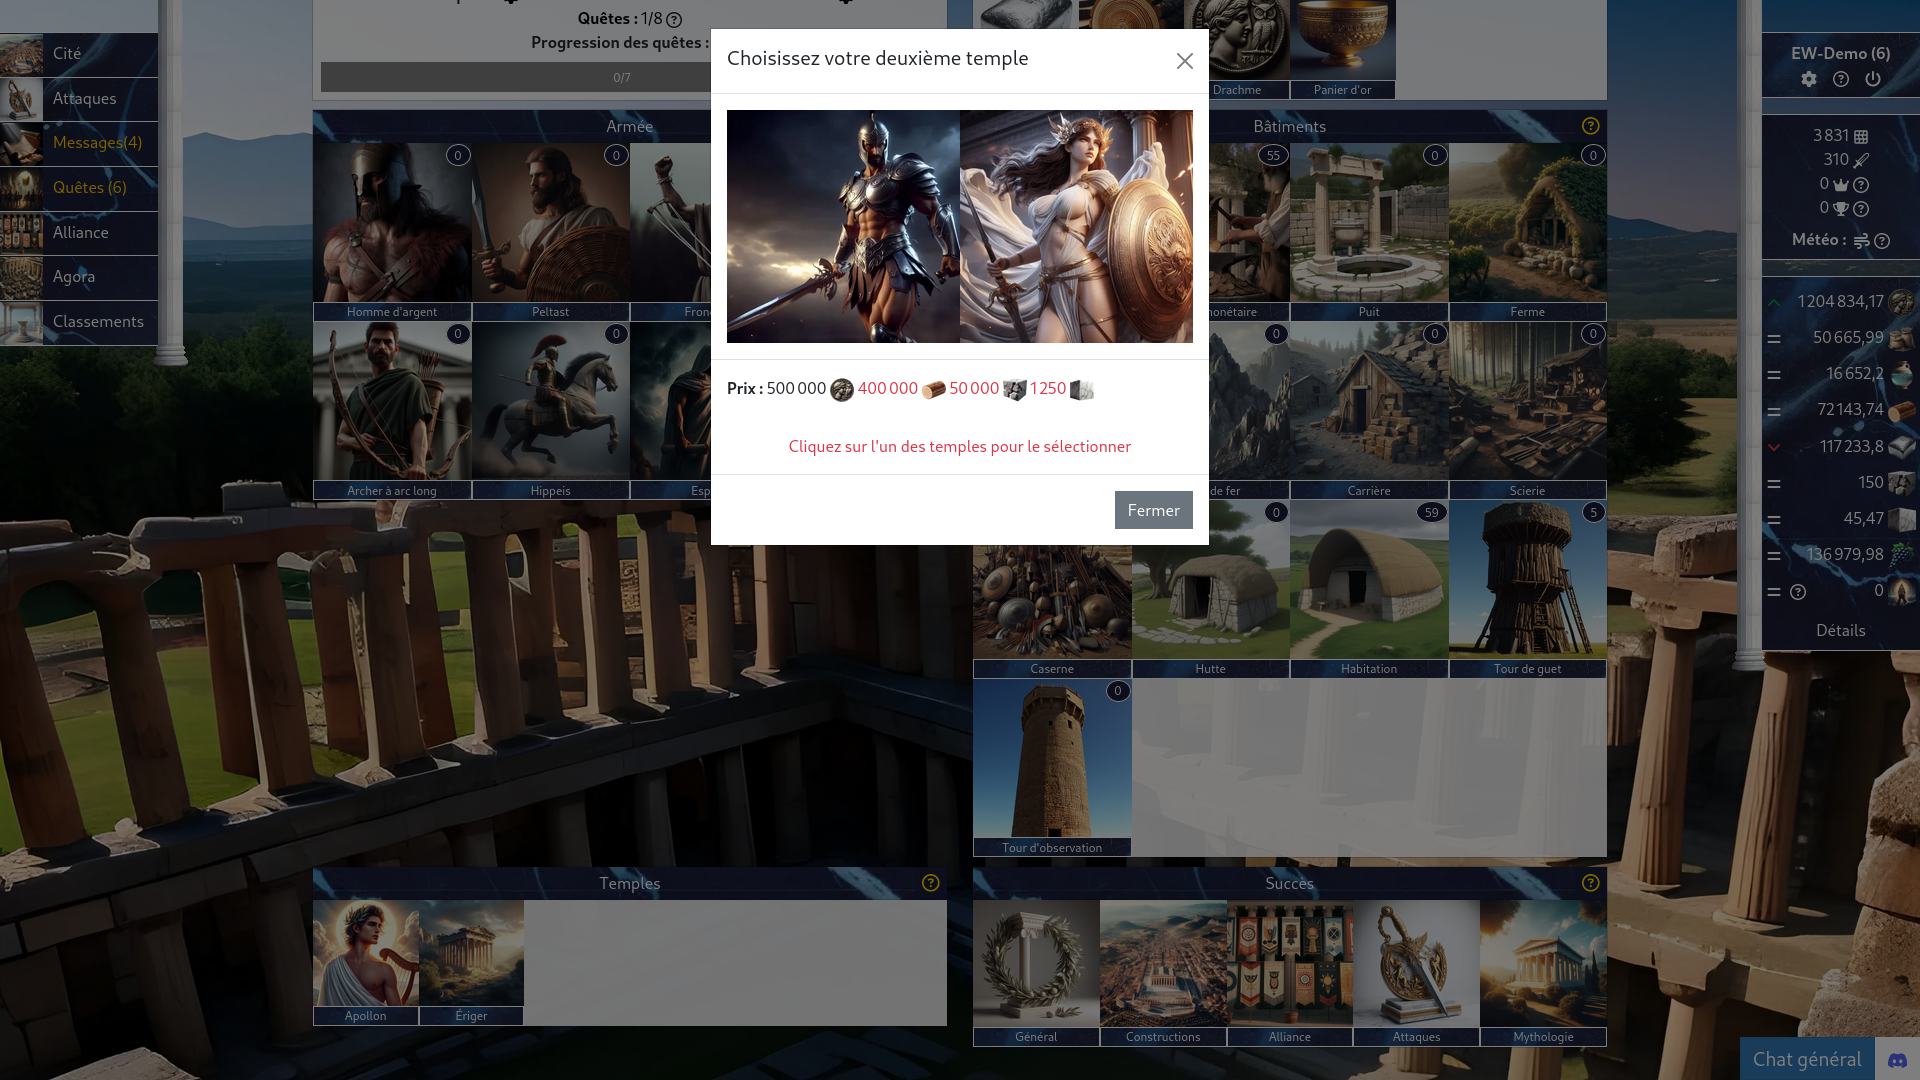 Cité
Attaques
Messages(4)
Quêtes (6)
Alliance
Agora
Classements
Quêtes : 1/8
Progression des quêtes :
0/7
Drachme
Panier d'or
Choisissez votre deuxième temple
Prix : 500 000 400 000 50 000 1 250
Cliquez sur l'un des temples pour le sélectionner
Fermer
Armée
0
0
Homme d'argent
Peltast
Fron
0
0
Archer à arc long
Hippeis
Esp
Bâtiments
55
0
0
onétaire
Puit
Ferme
0
0
0
de fer
Carrière
Scierie
0
59
5
Caserne
Hutte
Habitation
Tour de guet
0
Tour d'observation
Temples
Apollon
Ériger
Succes
Général
Constructions
Alliance
Attaques
Mythologie
EW-Demo (6)
3 831
310
0
0
Météo :
1 204 834,17
50 665,99
16 652,2
72 143,74
117 233,8
150
45,47
136 979,98
0
Détails
Chat général